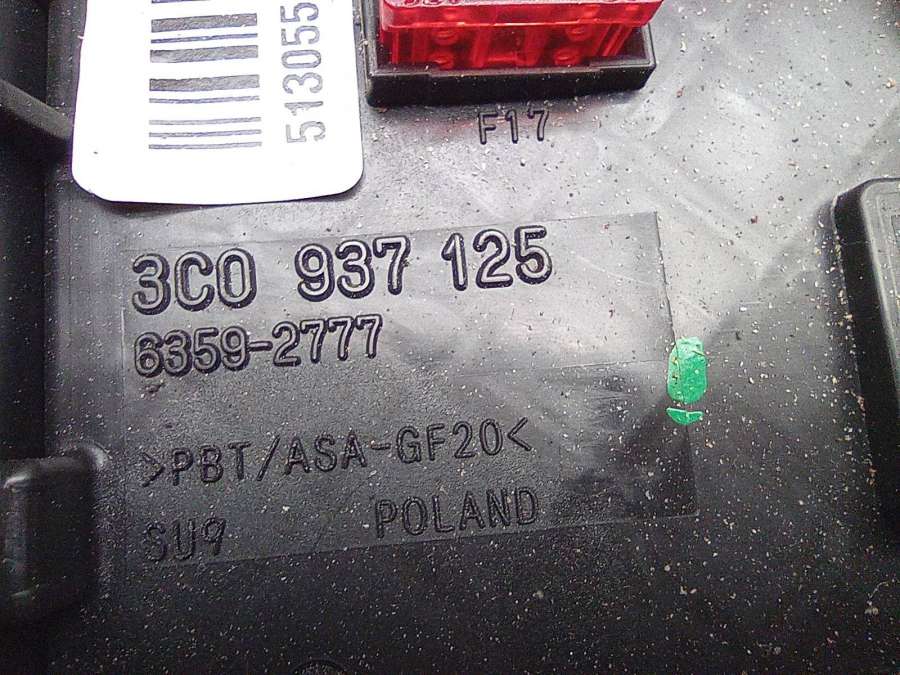 513055
F17
3C0 937 125
6359-2777
>PBT/ASA-GF20<
SU9 POLAND